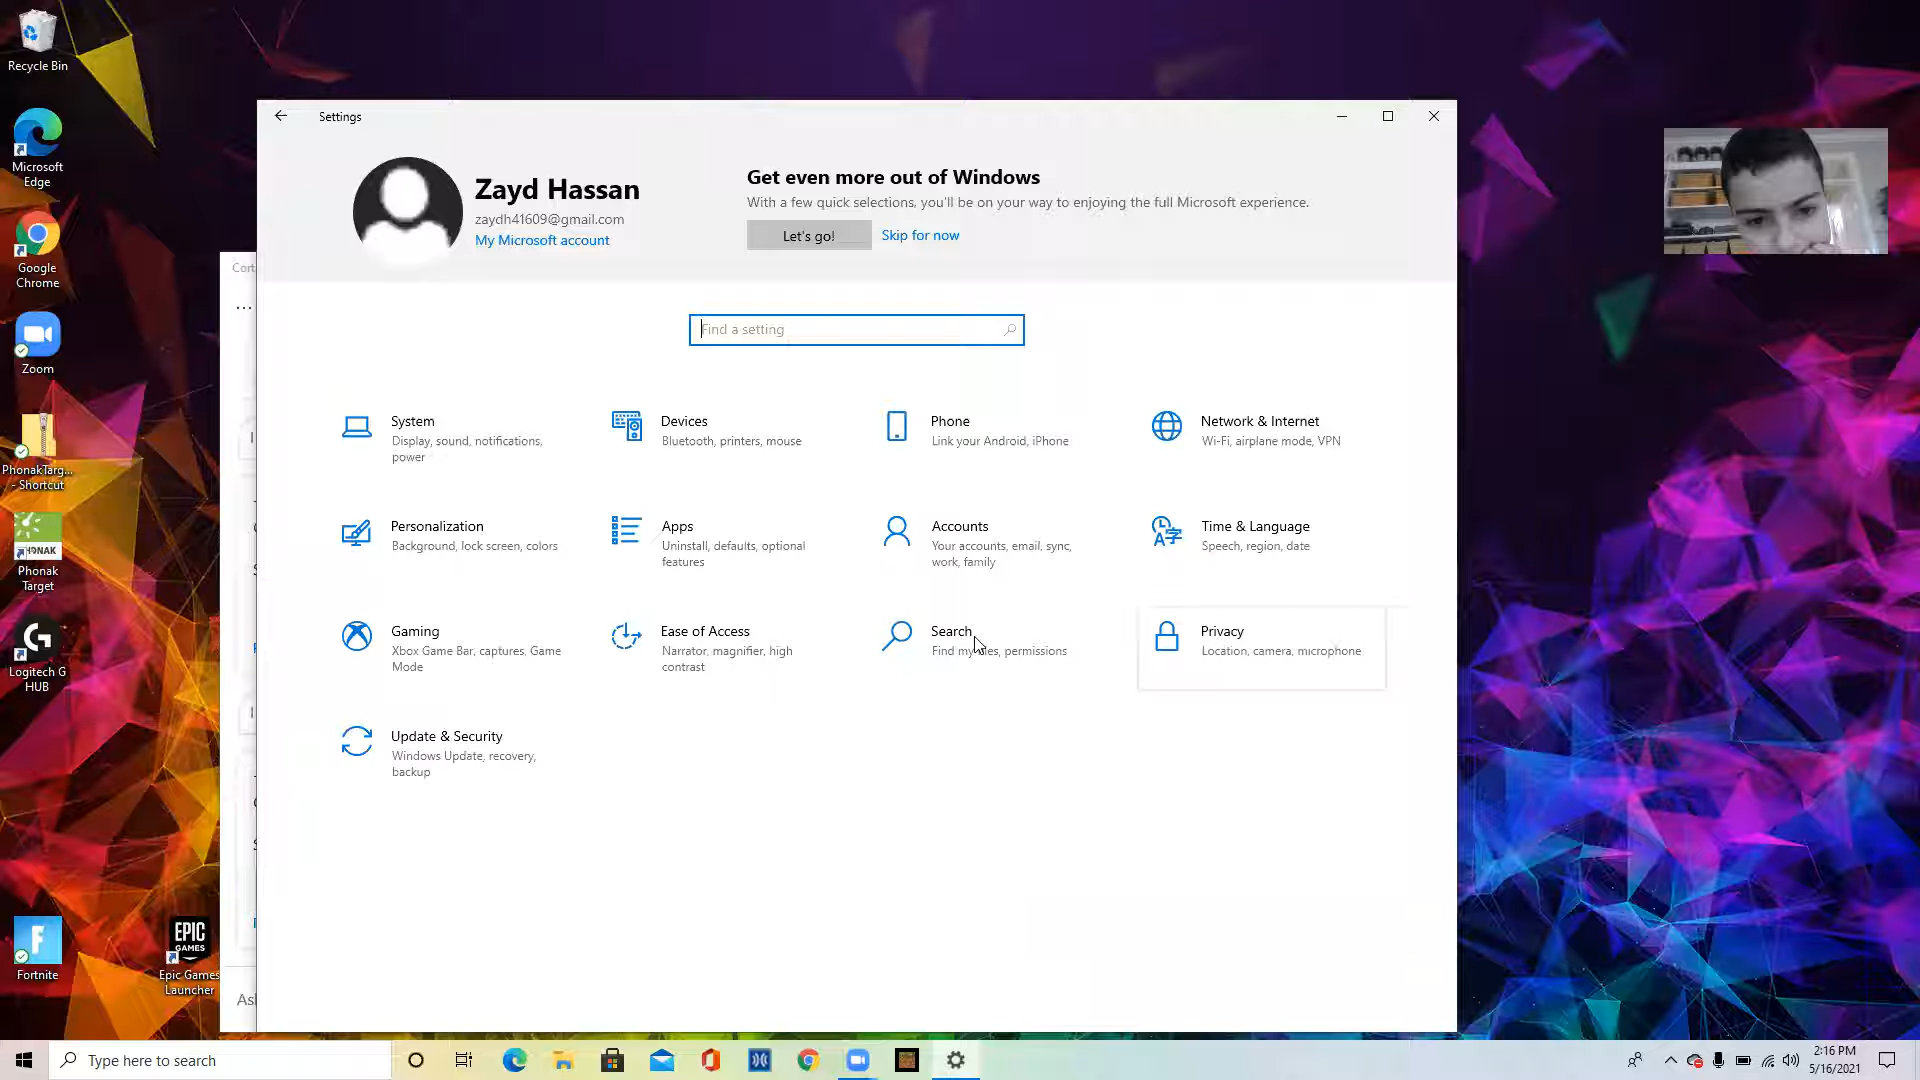 Recycle Bin
Microsoft
Edge
Google
Chrome
Zoom
PhonakTarg...
- Shortcut
PHONAK
Phonak
Target
Logitech G
HUB
Fortnite
EPIC
GAMES
Epic Games
Launcher
Settings
Zayd Hassan
zaydh41609@gmail.com
My Microsoft account
Get even more out of Windows
With a few quick selections, you'll be on your way to enjoying the full Microsoft experience.
Let's go!
Skip for now
Find a setting
System
Display, sound, notifications,
power
Devices
Bluetooth, printers, mouse
Phone
Link your Android, iPhone
Network & Internet
Wi-Fi, airplane mode, VPN
Personalization
Background, lock screen, colors
Apps
Uninstall, defaults, optional
features
Accounts
Your accounts, email, sync,
work, family
Time & Language
Speech, region, date
Gaming
Xbox Game Bar, captures, Game
Mode
Ease of Access
Narrator, magnifier, high
contrast
Search
Find my files, permissions
Privacy
Location, camera, microphone
Update & Security
Windows Update, recovery,
backup
Type here to search
2:16 PM
5/16/2021